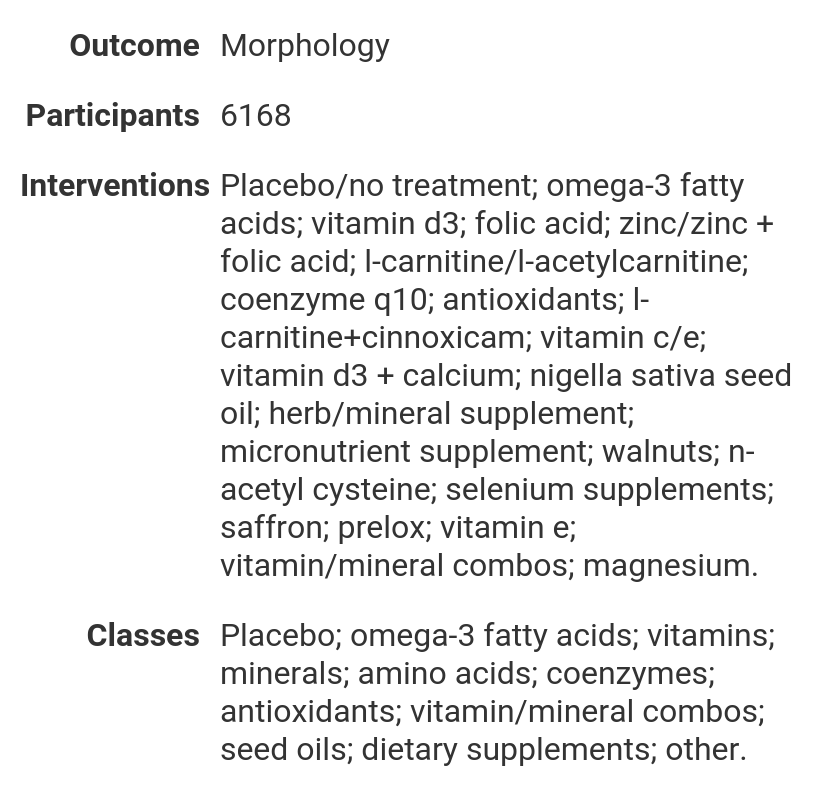 Outcome Morphology
Participants 6168
Interventions Placebo/no treatment; omega-3 fatty
acids; vitamin d3; folic acid; zinc/zinc +
folic acid; l-carnitine/l-acetylcarnitine;
coenzyme q10; antioxidants; l-
carnitine+cinnoxicam; vitamin c/e;
vitamin d3 + calcium; nigella sativa seed
oil; herb/mineral supplement;
micronutrient supplement; walnuts; n-
acetyl cysteine; selenium supplements;
saffron; prelox; vitamin e;
vitamin/mineral combos; magnesium.
Classes Placebo; omega-3 fatty acids; vitamins;
minerals; amino acids; coenzymes;
antioxidants; vitamin/mineral combos;
seed oils; dietary supplements; other.